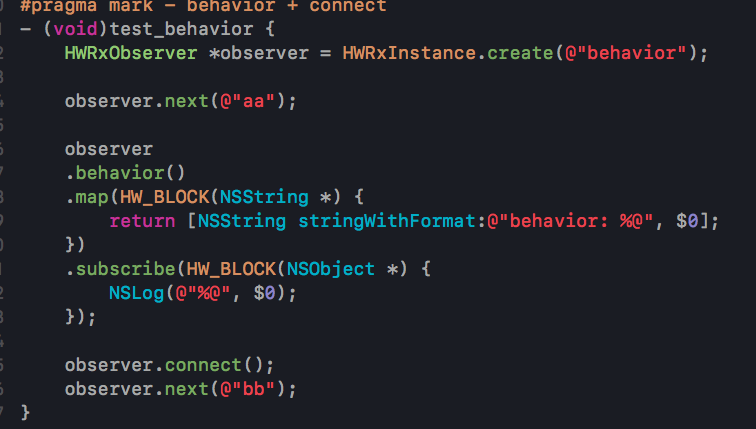 #pragma mark - behavior + connect
- (void)test_behavior {
    HWRxObserver *observer = HWRxInstance.create(@"behavior");

    observer.next(@"aa");

    observer
    .behavior()
    .map(HW_BLOCK(NSString *) {
        return [NSString stringWithFormat:@"behavior: %@", $0];
    })
    .subscribe(HW_BLOCK(NSObject *) {
        NSLog(@"%@", $0);
    });

    observer.connect();
    observer.next(@"bb");
}